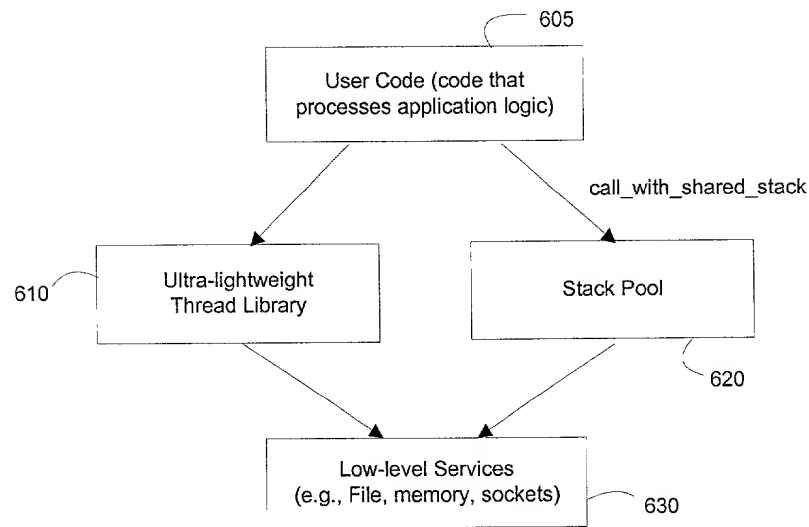 605
User Code (code that
processes application logic)
call_with_shared_stack
610
Ultra-lightweight
Thread Library
Stack Pool
620
Low-level Services
(e.g., File, memory, sockets)
630